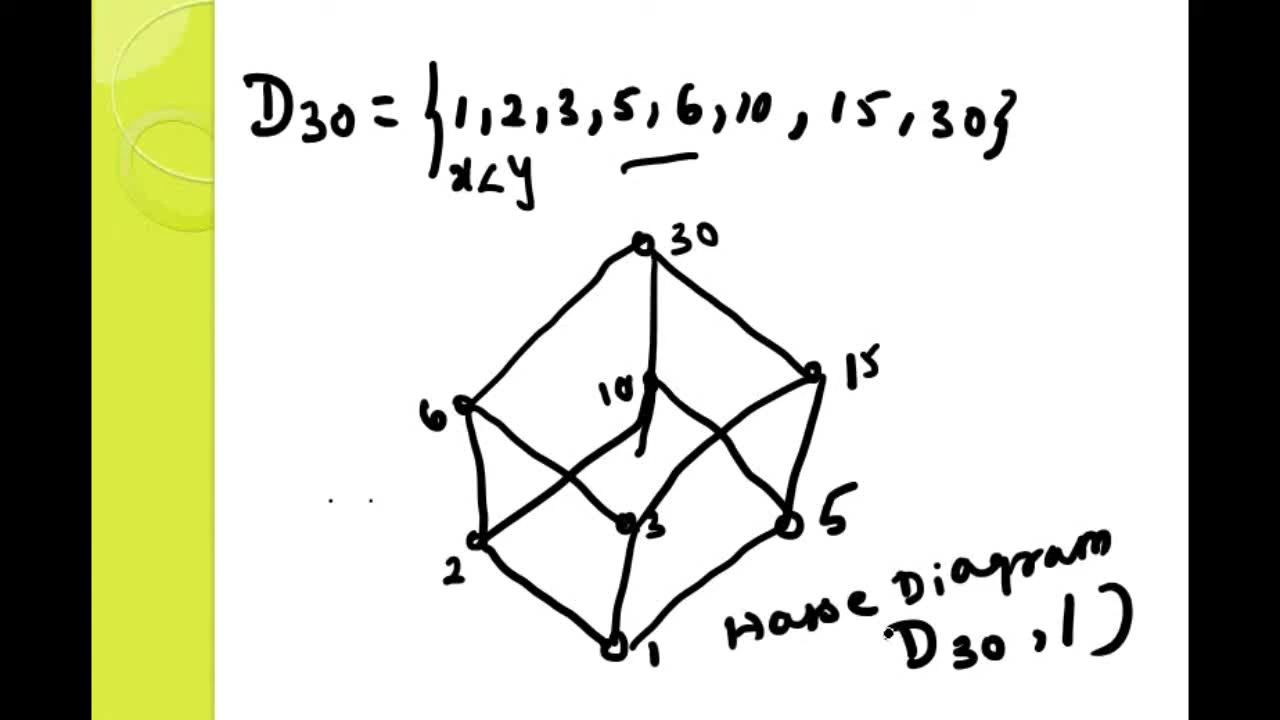 D30 = {1, 2, 3, 5, 6, 10, 15, 30}
x<y
30
10
15
6
3
5
2
1
Hasse Diagram
D30, |)